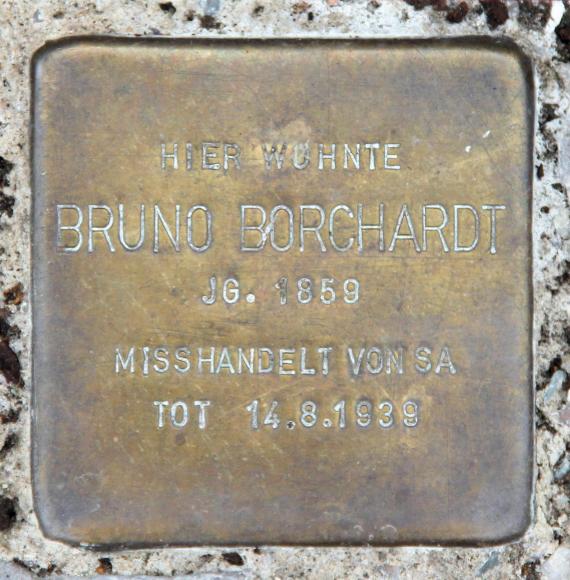 HIER WOHNTE
BRUNO BORCHARDT
JG. 1859
MISSHANDELT VON SA
TOT 14.8.1939